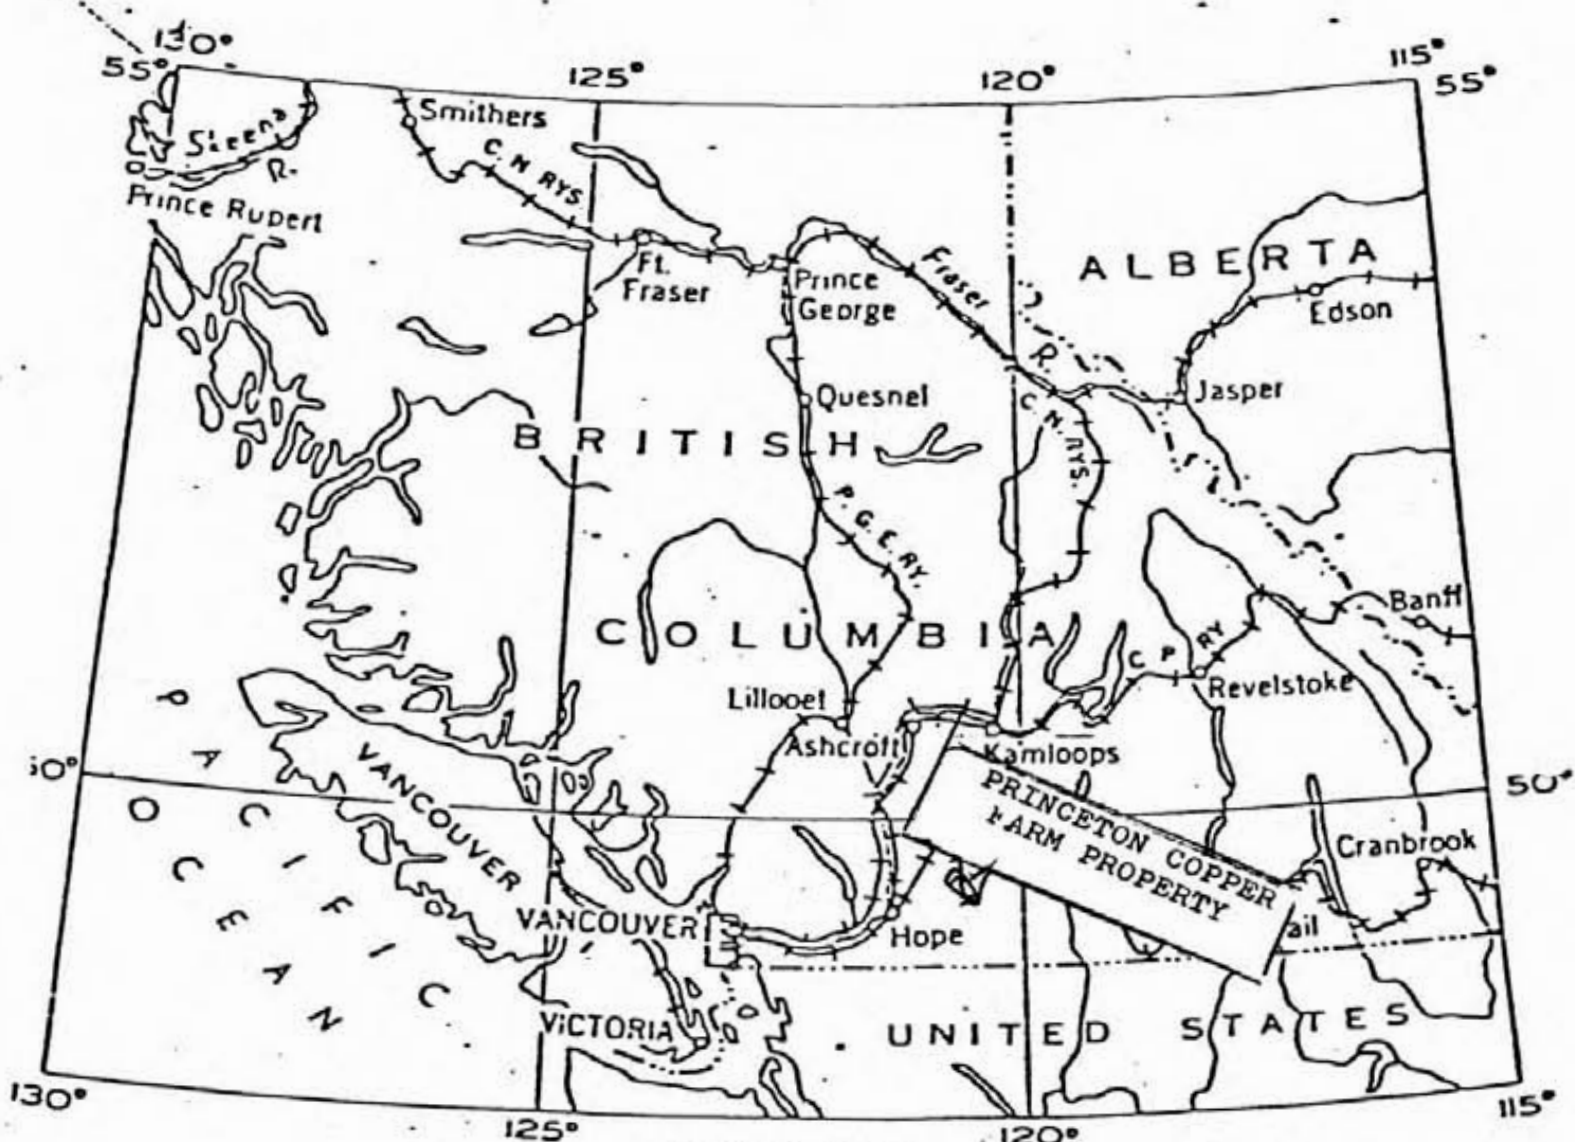 130°
125°
120°
115°
55°
55°
Smithers
Skeena
R.
C. N RYS.
Prince Rupert
ALBERTA
Ft.
Fraser
Prince
George
Fraser
R.
Edson
Jasper
Quesnel
C. N. RYS.
BRITISH
P. G. E. RY.
Banff
COLUMBIA
C P RY
Revelstoke
Lillooet
Ashcroft
Kamloops
50°
PACIFIC
OCEAN
VANCOUVER
PRINCETON COPPER
FARM PROPERTY
Cranbrook
VANCOUVER
Hope
ail
VICTORIA
UNITED STATES
130°
125°
120°
115°